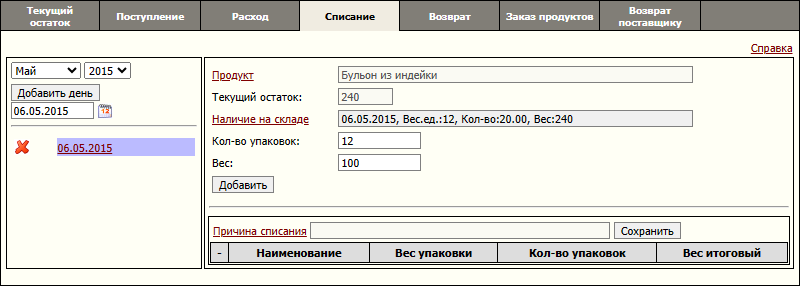 Текущий остаток
Поступление
Расход
Списание
Возврат
Заказ продуктов
Возврат поставщику
Справка
Май 2015
Добавить день
06.05.2015
06.05.2015
Продукт Бульон из индейки
Текущий остаток: 240
Наличие на складе 06.05.2015, Вес.ед.:12, Кол-во:20.00, Вес:240
Кол-во упаковок: 12
Вес: 100
Добавить
Причина списания Сохранить
- Наименование Вес упаковки Кол-во упаковок Вес итоговый